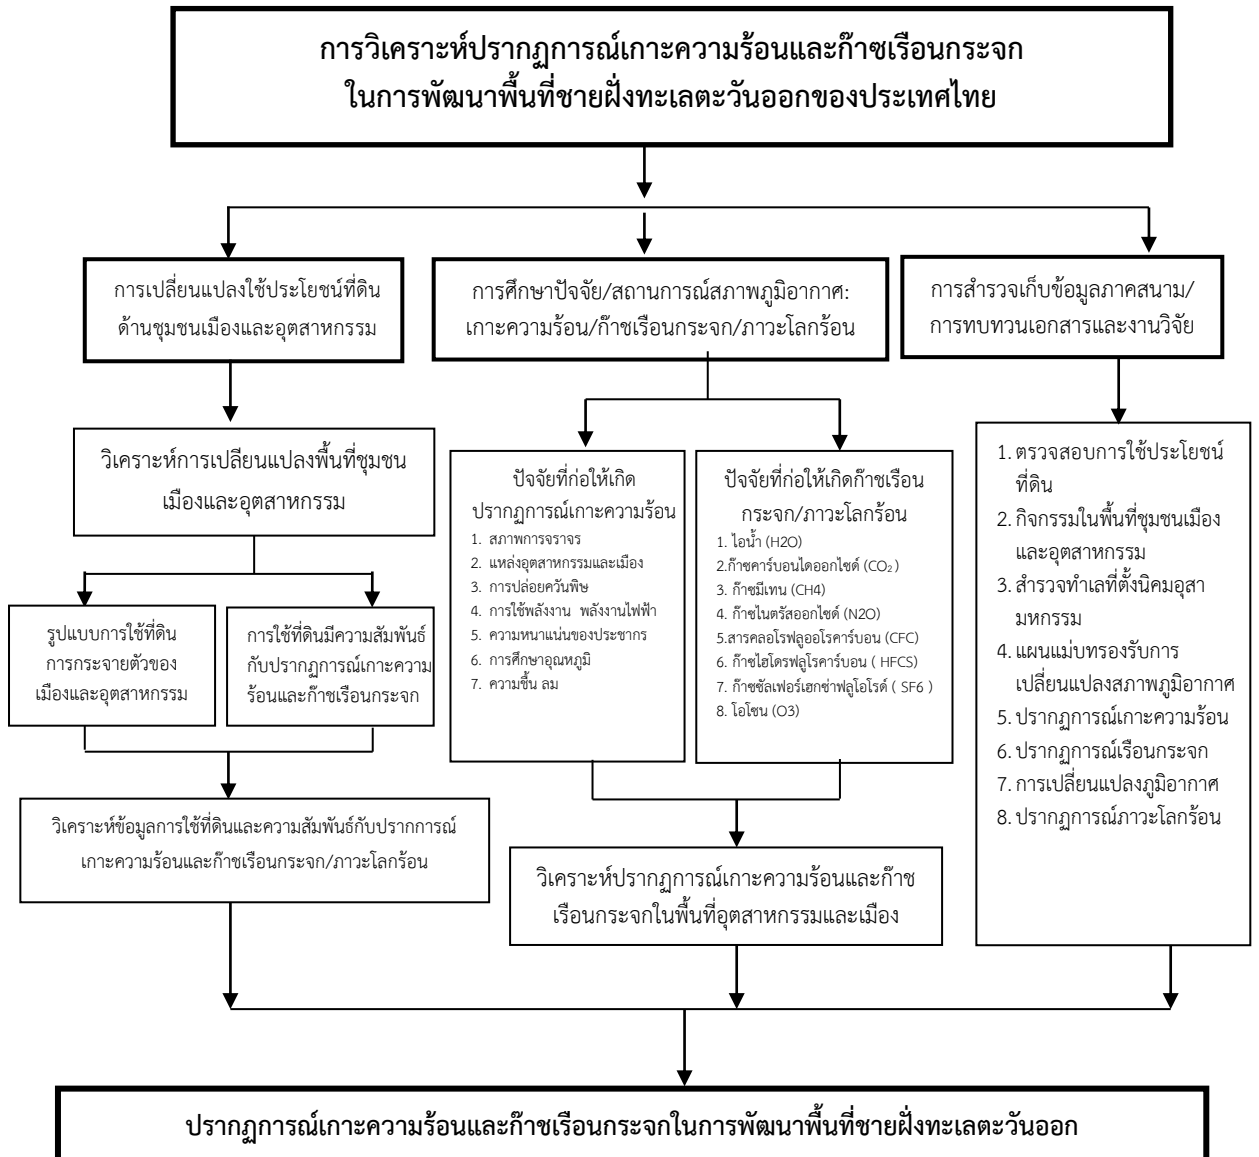 การวิเคราะห์ปรากฏการณ์เกาะความร้อนและก๊าซเรือนกระจก
ในการพัฒนาพื้นที่ชายฝั่งทะเลตะวันออกของประเทศไทย
การเปลี่ยนแปลงใช้ประโยชน์ที่ดิน
ด้านชุมชนเมืองและอุตสาหกรรม
การศึกษาปัจจัย/สถานการณ์สภาพภูมิอากาศ:
เกาะความร้อน/ก๊าซเรือนกระจก/ภาวะโลกร้อน
การสำรวจเก็บข้อมูลภาคสนาม/
การทบทวนเอกสารและงานวิจัย
วิเคราะห์การเปลียนแปลงพื้นที่ชุมชน
เมืองและอุตสาหกรรม
รูปแบบการใช้ที่ดิน
การกระจายตัวของ
เมืองและอุตสาหกรรม
การใช้ที่ดินมีความสัมพันธ์
กับปรากฏการณ์เกาะความ
ร้อนและก๊าซเรือนกระจก
วิเคราะห์ข้อมูลการใช้ที่ดินและความสัมพันธ์กับปรากการณ์
เกาะความร้อนและก๊าซเรือนกระจก/ภาวะโลกร้อน
ปัจจัยที่ก่อให้เกิด
ปรากฏการณ์เกาะความร้อน
1. สภาพการจราจร
2. แหล่งอุตสาหกรรมและเมือง
3. การปล่อยควันพิษ
4. การใช้พลังงาน พลังงานไฟฟ้า
5. ความหนาแน่นของประชากร
6. การศึกษาอุณหภูมิ
7. ความชื้น ลม
ปัจจัยที่ก่อให้เกิดก๊าซเรือน
กระจก/ภาวะโลกร้อน
1. ไอน้ำ (H2O)
2.ก๊าซคาร์บอนไดออกไซด์ (CO₂ )
3. ก๊าซมีเทน (CH4)
4. ก๊าซไนตรัสออกไซด์ (N2O)
5.สารคลอโรฟลูออโรคาร์บอน (CFC)
6. ก๊าซไฮโดรฟลูโรคาร์บอน ( HFCS)
7. ก๊าซซัลเฟอร์เฮกซ่าฟลูโอโรด์ ( SF6 )
8. โอโซน (O3)
วิเคราะห์ปรากฏการณ์เกาะความร้อนและก๊าซ
เรือนกระจกในพื้นที่อุตสาหกรรมและเมือง
1. ตรวจสอบการใช้ประโยชน์
ที่ดิน
2. กิจกรรมในพื้นที่ชุมชนเมือง
และอุตสาหกรรม
3. สำรวจทำเลที่ตั้งนิคมอุสา
มหกรรม
4. แผนแม่บทรองรับการ
เปลี่ยนแปลงสภาพภูมิอากาศ
5. ปรากฏการณ์เกาะความร้อน
6. ปรากฏการณ์เรือนกระจก
7. การเปลี่ยนแปลงภูมิอากาศ
8. ปรากฏการณ์ภาวะโลกร้อน
ปรากฏการณ์เกาะความร้อนและก๊าซเรือนกระจกในการพัฒนาพื้นที่ชายฝั่งทะเลตะวันออก